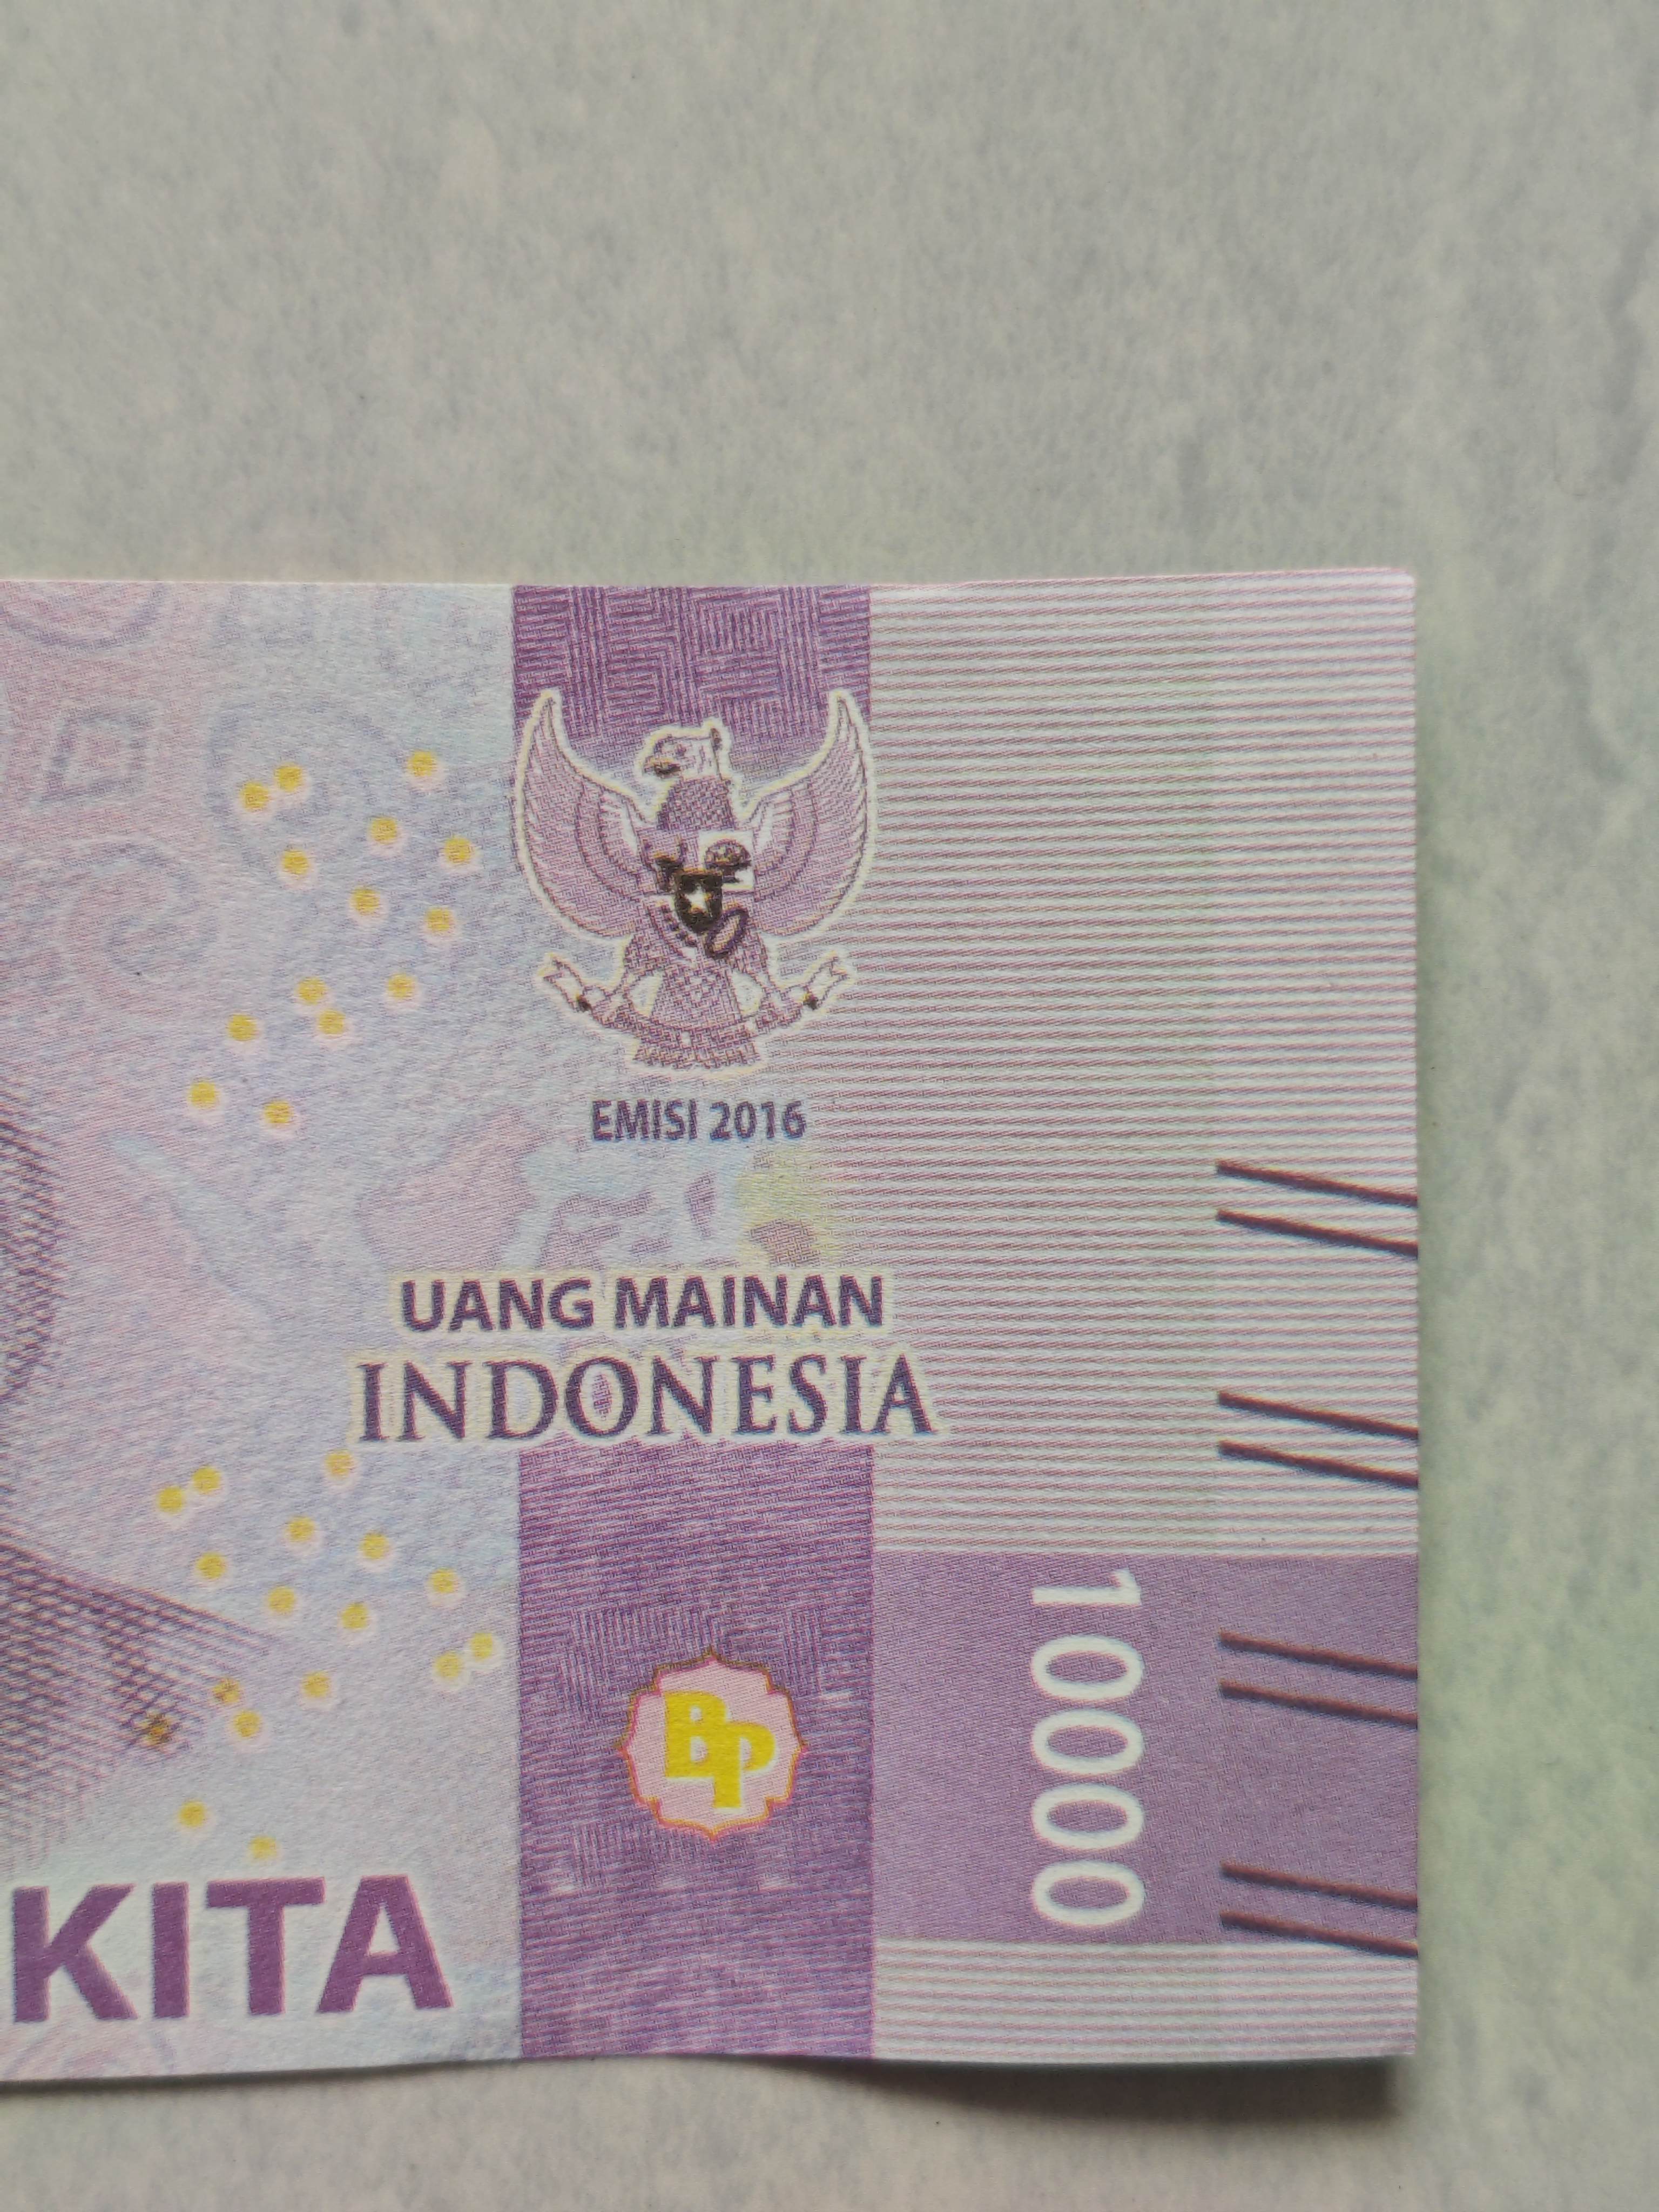 EMISI 2016
UANG MAINAN
INDONESIA
BP
10000
KITA